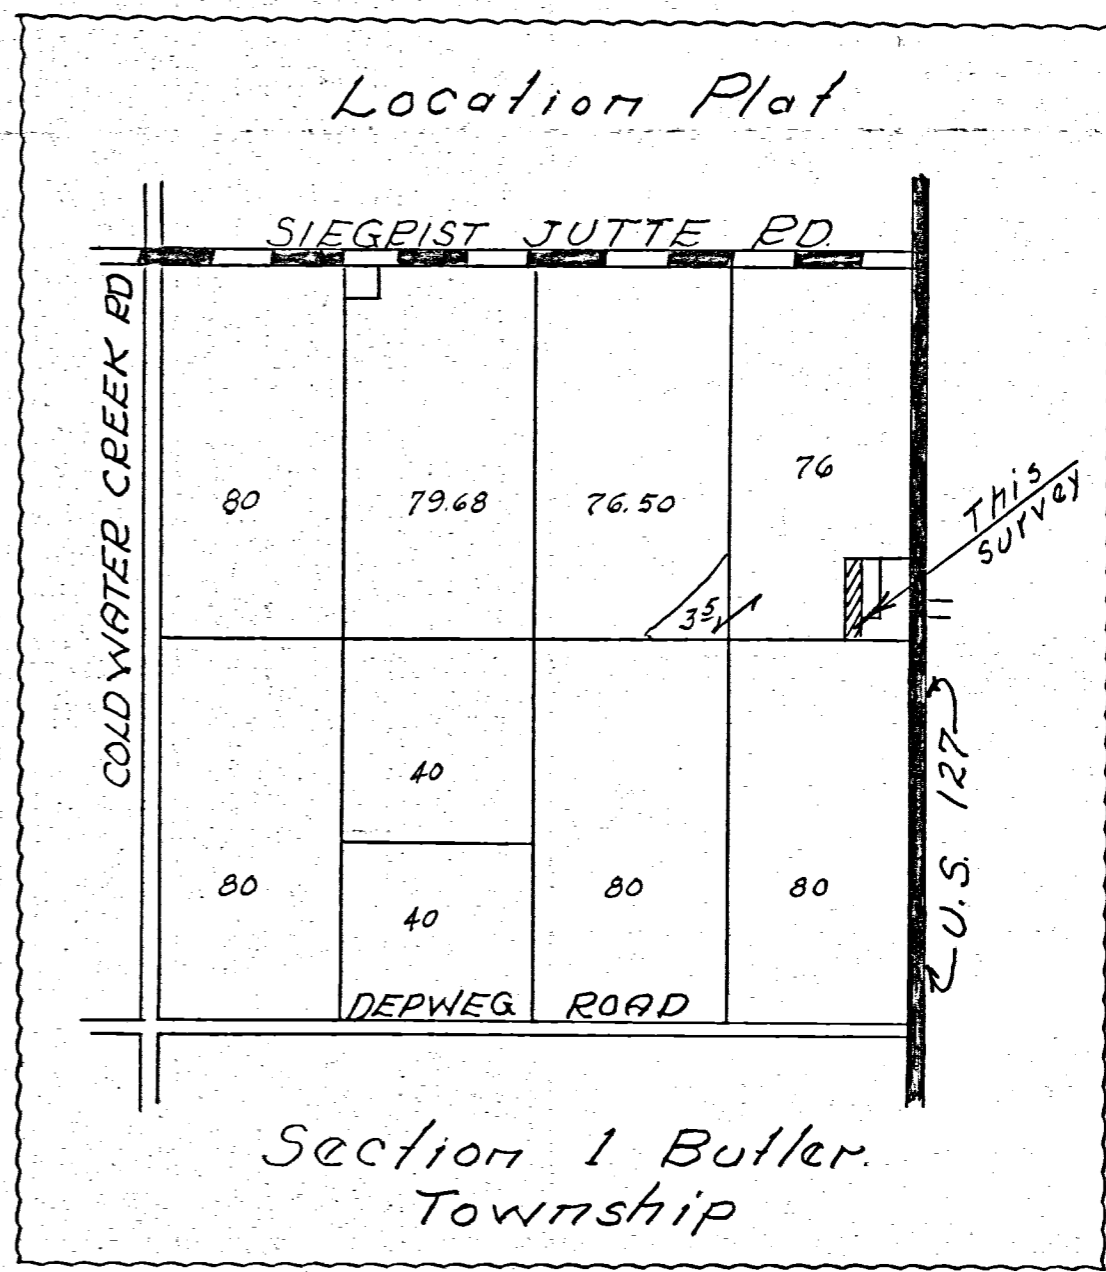 Location Plat
SIEGRIST JUTTE RD.
COLDWATER CREEK RD
80
79.68
76.50
76
This
survey
3 5
40
80
40
80
80
U.S. 127
DEPWEG ROAD
Section 1 Butler.
Township